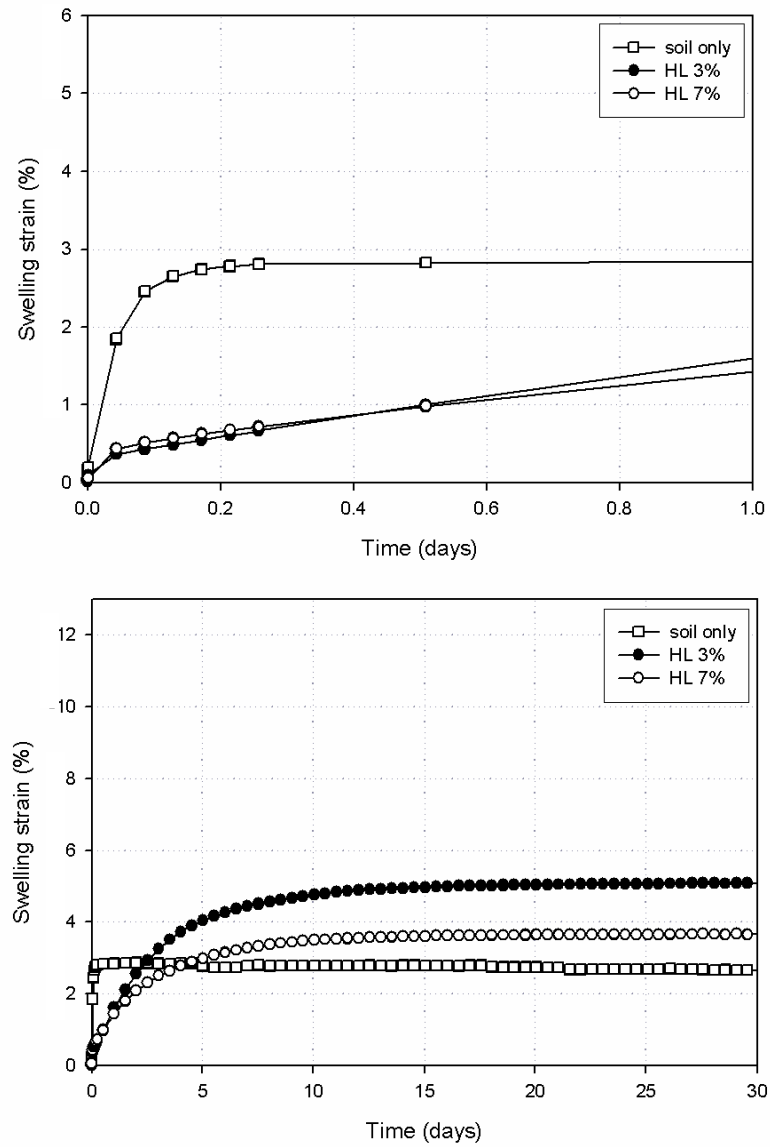 6
5
4
3
2
1
0
Swelling strain (%)
soil only
HL 3%
HL 7%
0.0 0.2 0.4 0.6 0.8 1.0
Time (days)
12
10
8
6
4
2
0
Swelling strain (%)
soil only
HL 3%
HL 7%
0 5 10 15 20 25 30
Time (days)